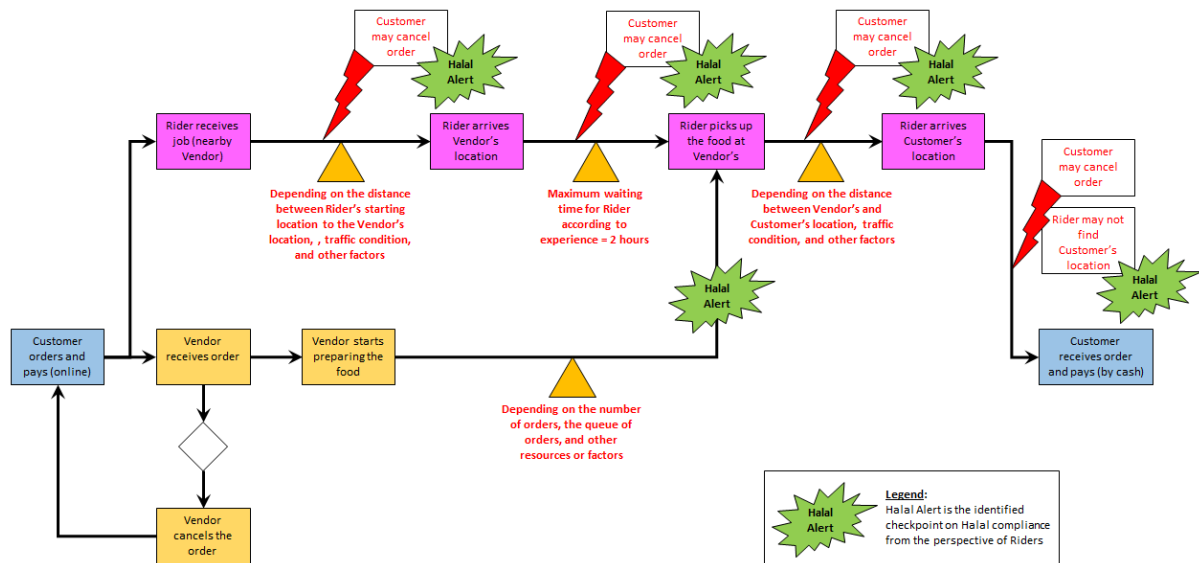 Customer
may cancel
order
Halal
Alert
Customer
may cancel
order
Halal
Alert
Customer
may cancel
order
Halal
Alert
Rider receives
job (nearby
Vendor)
Rider arrives
Vendor's
location
Rider picks up
the food at
Vendor's
Rider arrives
Customer's
location
Depending on the distance
between Rider's starting
location to the Vendor's
location, , traffic condition,
and other factors
Maximum waiting
time for Rider
according to
experience = 2 hours
Depending on the distance
between Vendor's and
Customer's location, traffic
condition, and other factors
Customer
may cancel
order
Rider may not
find
Customer's
location
Halal
Alert
Halal
Alert
Customer
orders and
pays (online)
Vendor
receives order
Vendor starts
preparing the
food
Customer
receives order
and pays (by cash)
Depending on the number
of orders, the queue of
orders, and other
resources or factors
Vendor
cancels the
order
Halal
Alert
Legend:
Halal Alert is the identified
checkpoint on Halal compliance
from the perspective of Riders